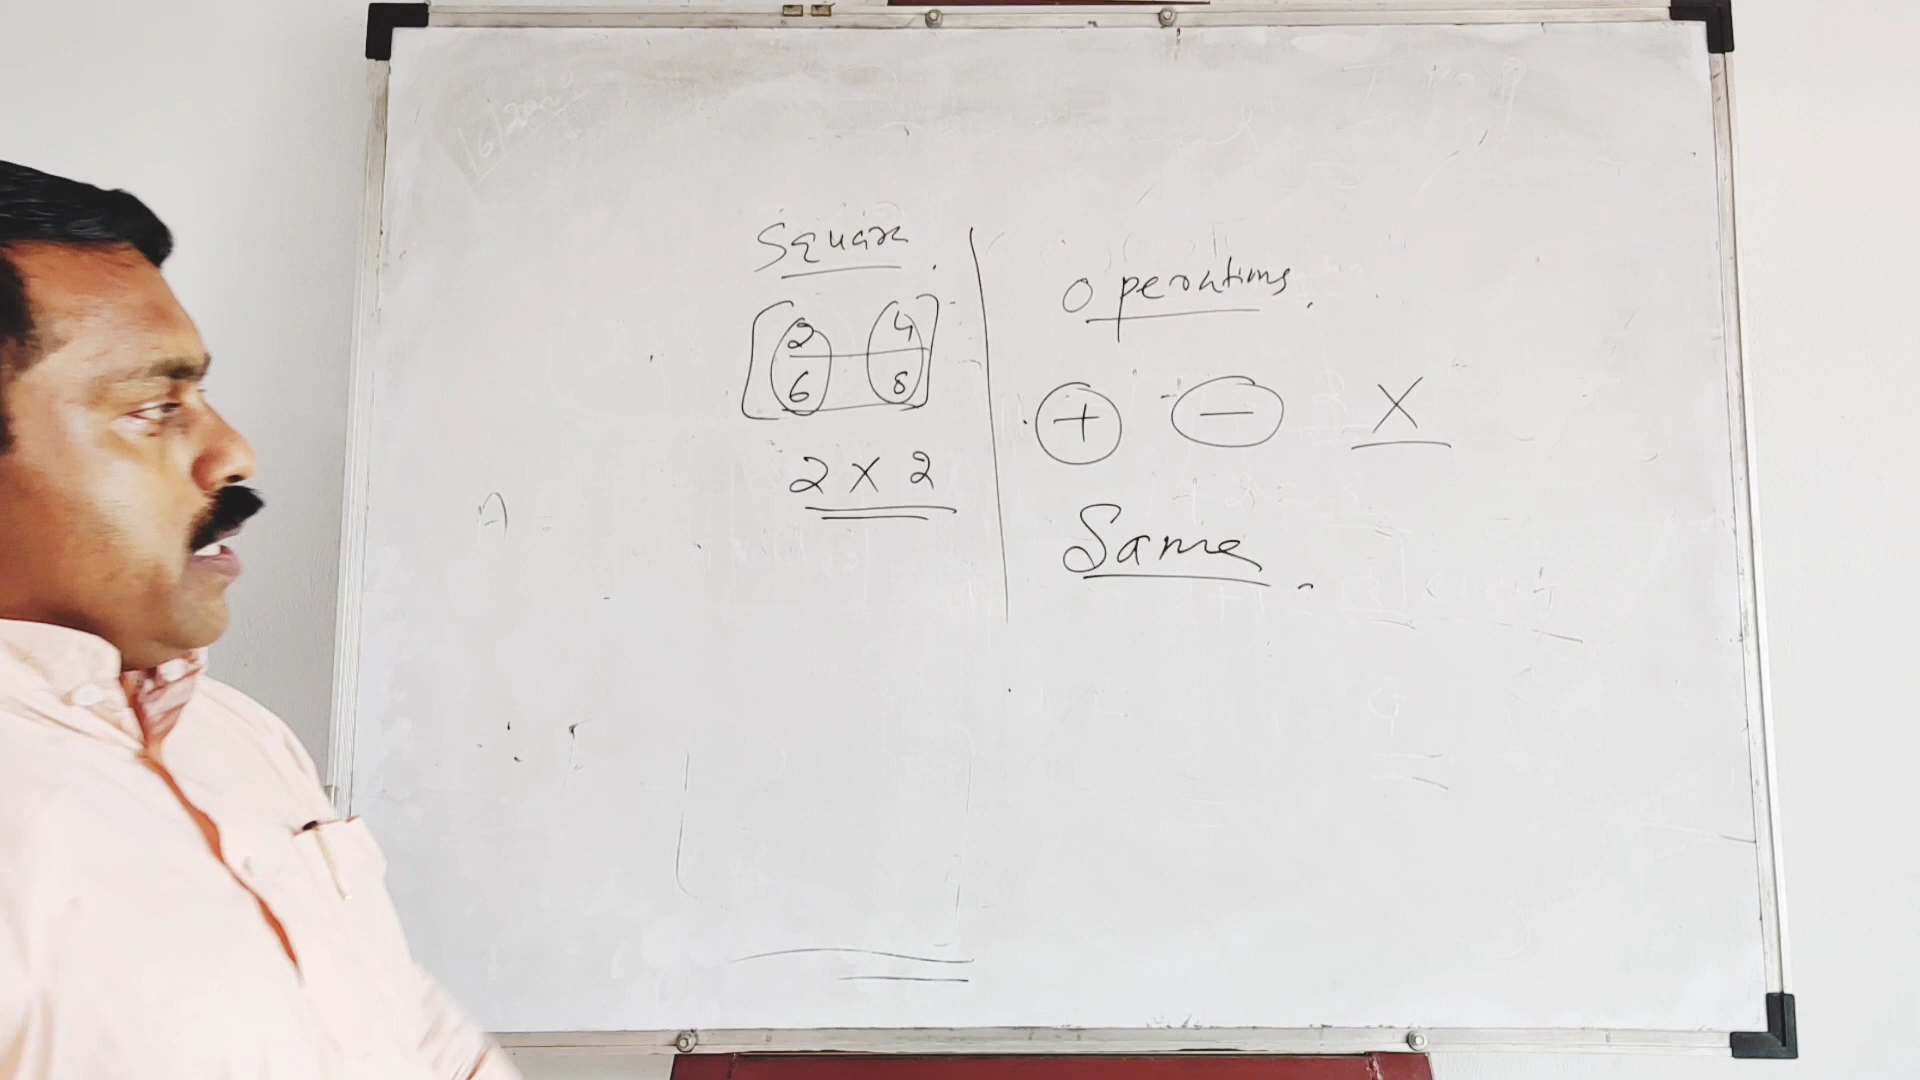 Square
2 4
6 8
2 x 2
Operations.
+ - x
Same
A =